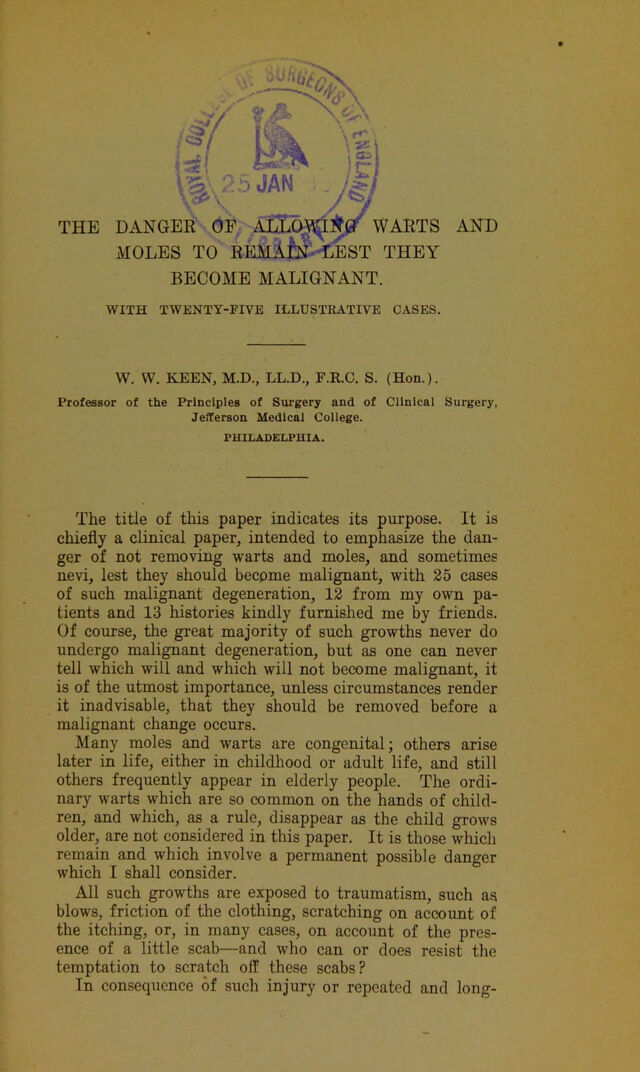 ROYAL COLLEGE OF SURGEONS OF ENGLAND
25 JAN
LIBRARY
THE DANGER OF ALLOWING WARTS AND
MOLES TO REMAIN LEST THEY
BECOME MALIGNANT.
WITH TWENTY-FIVE ILLUSTRATIVE CASES.
W. W. KEEN, M.D., LL.D., F.R.C. S. (Hon.).
Professor of the Principles of Surgery and of Clinical Surgery,
Jefferson Medical College.
PHILADELPHIA.
The title of this paper indicates its purpose. It is
chiefly a clinical paper, intended to emphasize the dan-
ger of not removing warts and moles, and sometimes
nevi, lest they should become malignant, with 25 cases
of such malignant degeneration, 12 from my own pa-
tients and 13 histories kindly furnished me by friends.
Of course, the great majority of such growths never do
undergo malignant degeneration, but as one can never
tell which will and which will not become malignant, it
is of the utmost importance, unless circumstances render
it inadvisable, that they should be removed before a
malignant change occurs.
Many moles and warts are congenital; others arise
later in life, either in childhood or adult life, and still
others frequently appear in elderly people. The ordi-
nary warts which are so common on the hands of child-
ren, and which, as a rule, disappear as the child grows
older, are not considered in this paper. It is those which
remain and which involve a permanent possible danger
which I shall consider.
All such growths are exposed to traumatism, such as
blows, friction of the clothing, scratching on account of
the itching, or, in many cases, on account of the pres-
ence of a little scab—and who can or does resist the
temptation to scratch off these scabs?
In consequence of such injury or repeated and long-